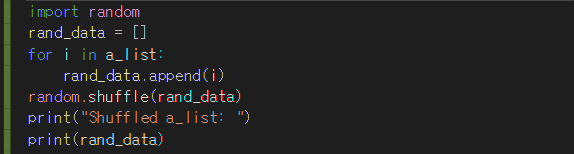 import random
rand_data = []
for i in a_list:
    rand_data.append(i)
random.shuffle(rand_data)
print("Shuffled a_list: ")
print(rand_data)